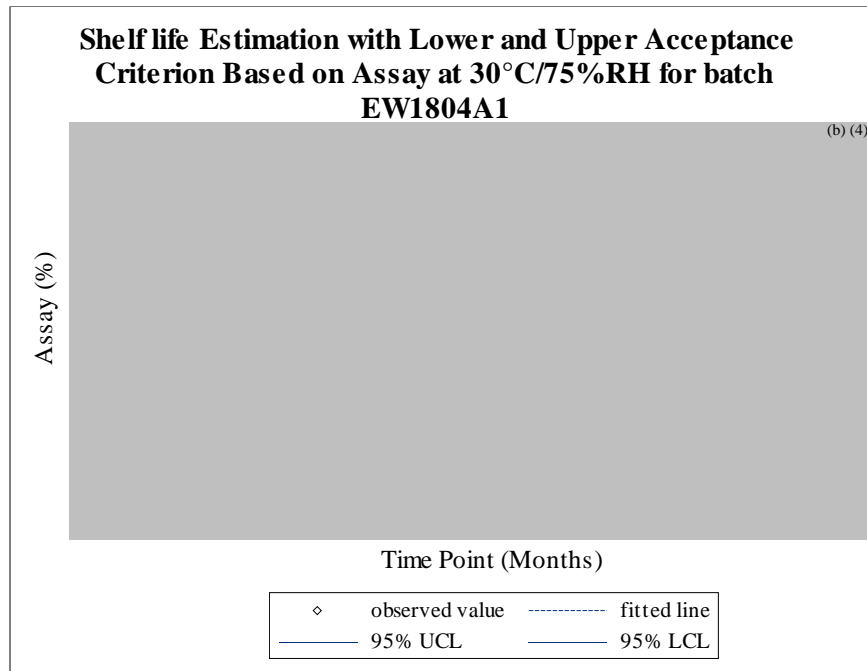 Shelf life Estimation with Lower and Upper Acceptance
Criterion Based on Assay at 30°C/75%RH for batch
EW1804A1
(b) (4)
Assay (%)
Time Point (Months)
observed value fitted line
95% UCL 95% LCL